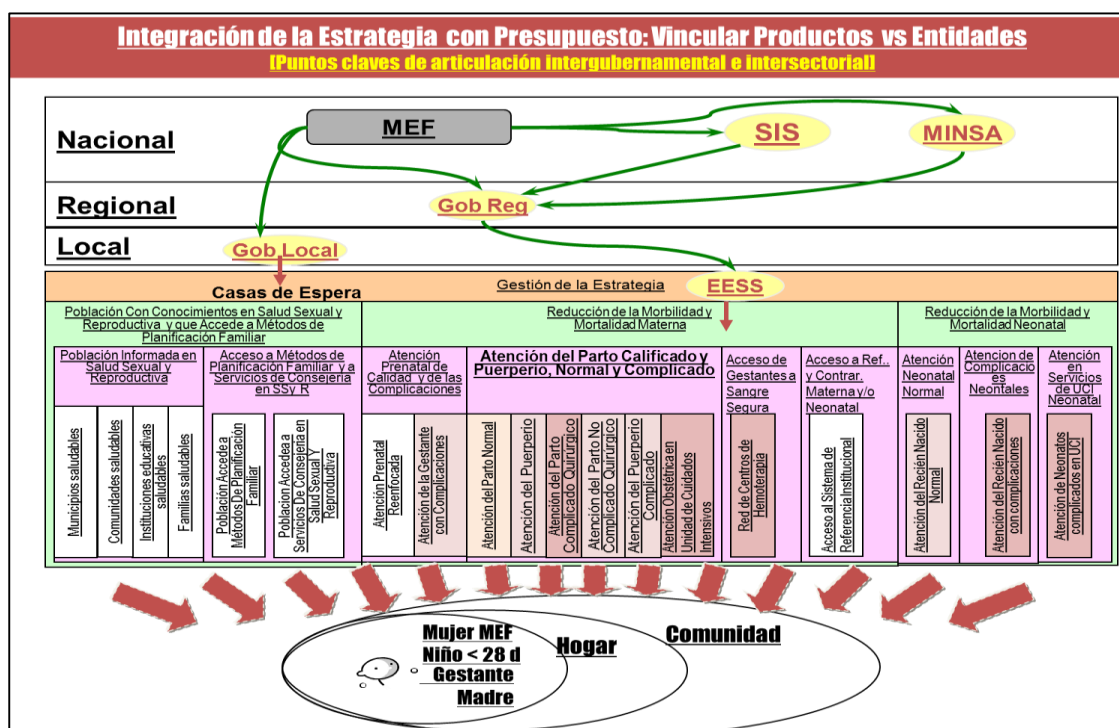 Integración de la Estrategia con Presupuesto: Vincular Productos vs Entidades
[Puntos claves de articulación intergubernamental e intersectorial]
Nacional
MEF
SIS
MINSA
Regional
Gob Reg
Local
Gob Local
Gestión de la Estrategia
EESS
Casas de Espera
Población Con Conocimientos en Salud Sexual y
Reproductiva y que Accede a Métodos de
Planificación Familiar
Reducción de la Morbilidad y
Mortalidad Materna
Reducción de la Morbilidad y
Mortalidad Neonatal
Población Informada en
Salud Sexual y
Reproductiva
Acceso a Métodos de
Planificación Familiar y a
Servicios de Consejería
en SSy R
Atención
Prenatal de
Calidad y de las
Complicaciones
Atención del Parto Calificado y
Puerperio, Normal y Complicado
Acceso de
Gestantes a
Sangre
Segura
Acceso a Ref..
y Contrar.
Materna y/o
Neonatal
Atención
Neonatal
Normal
Atencion de
Complicacio
nes
Neontales
Atención
en
Servicios
de UCI
Neonatal
Municipios saludables
Comunidades saludables
Instituciones educativas
saludables
Familias saludables
Población Accede a
Métodos De Planificación
Familiar
Poblacion Accede a
Servicios De Consejería en
Salud Sexual Y
Reproductiva
Atención Prenatal
Reenfocada
Atención de la Gestante
con Complicaciones
Atención del Parto Normal
Atención del Puerperio
Atención del Parto
Complicado Quirúrgico
Atención del Parto No
Complicado Quirúrgico
Atención del Puerperio
Complicado
Atención Obstétrica en
Unidad de Cuidados
Intensivos
Red de Centros de
Hemoterapia
Acceso al Sistema de
Referencia Institucional
Atención del Recién Nacido
Normal
Atención del Recién Nacido
con complicaciones
Atención de Neonatos
complicados en UCI
Mujer MEF
Niño < 28 d
Gestante
Madre
Hogar
Comunidad